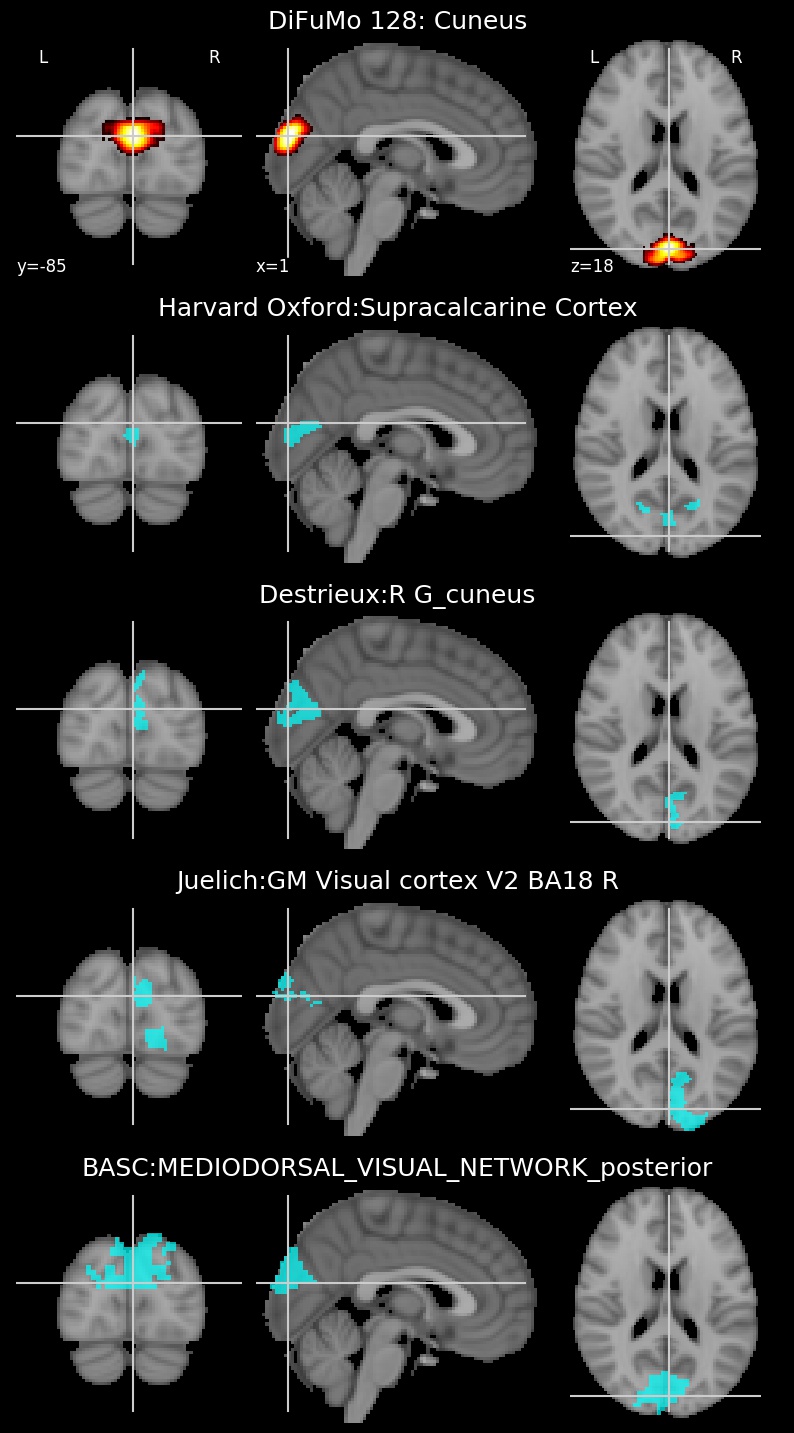 DiFuMo 128: Cuneus
L R L R
y=-85 x=1 z=18
Harvard Oxford:Supracalcarine Cortex
Destrieux:R G_cuneus
Juelich:GM Visual cortex V2 BA18 R
BASC:MEDIODORSAL_VISUAL_NETWORK_posterior